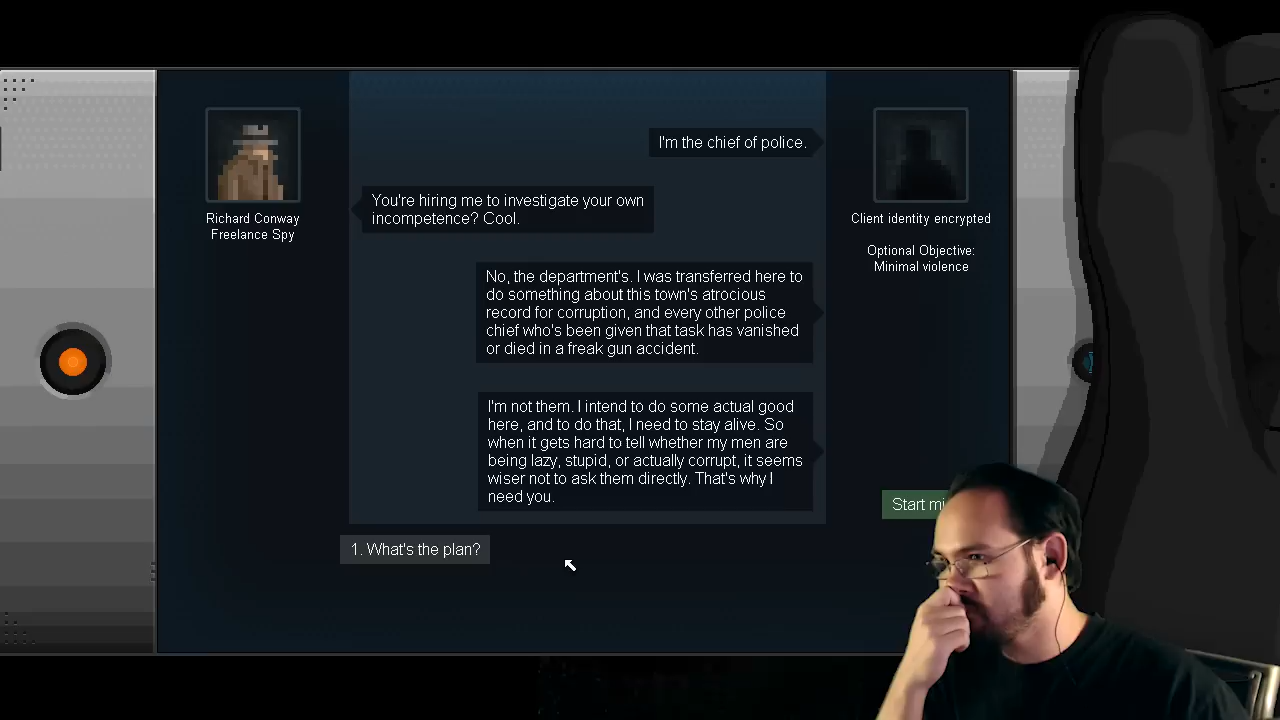 I'm the chief of police.
You're hiring me to investigate your own
incompetence? Cool.
Richard Conway
Freelance Spy
Client identity encrypted
Optional Objective:
Minimal violence
No, the department's. I was transferred here to
do something about this town's atrocious
record for corruption, and every other police
chief who's been given that task has vanished
or died in a freak gun accident.
I'm not them. I intend to do some actual good
here, and to do that, I need to stay alive. So
when it gets hard to tell whether my men are
being lazy, stupid, or actually corrupt, it seems
wiser not to ask them directly. That's why I
need you.
Start mi
1. What's the plan?